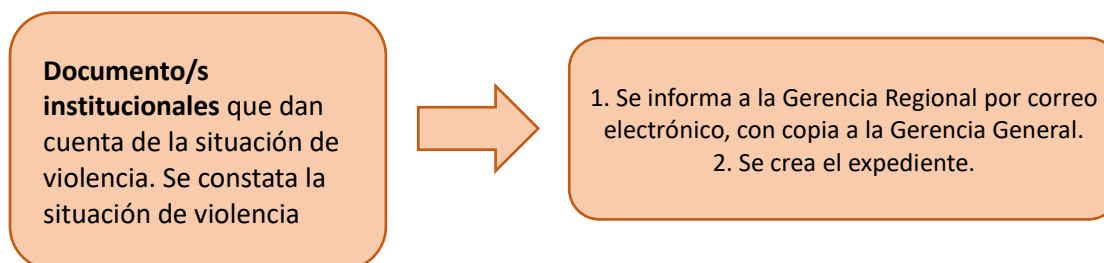 Documento/s
institucionales que dan
cuenta de la situación de
violencia. Se constata la
situación de violencia
1. Se informa a la Gerencia Regional por correo
electrónico, con copia a la Gerencia General.
2. Se crea el expediente.